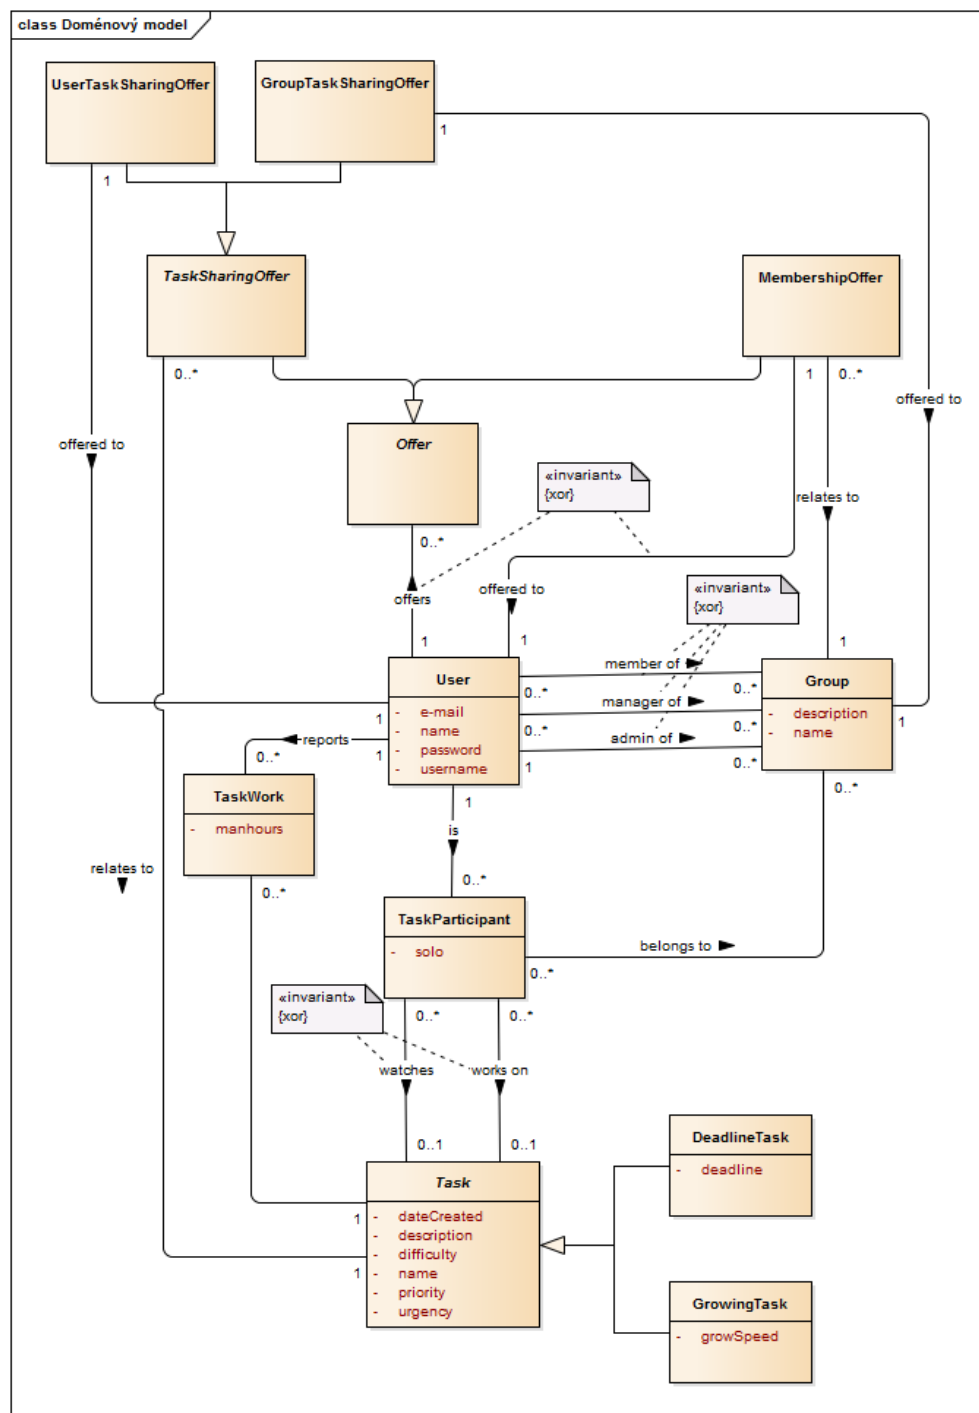 class Doménový model
UserTaskSharingOffer
GroupTaskSharingOffer
1
1
TaskSharingOffer
MembershipOffer
0..*
1
0..*
offered to
offered to
Offer
«invariant»
{xor}
relates to
0..*
«invariant»
{xor}
offers
offered to
1
1
1
User
- e-mail
- name
- password
- username
member of
0..*
0..*
manager of
0..*
0..*
admin of
1
0..*
Group
- description
- name
1
1
reports
1
0..*
0..*
TaskWork
- manhours
1
is
relates to
0..*
0..*
TaskParticipant
- solo
belongs to
0..*
«invariant»
{xor}
0..*
0..*
watches
works on
0..1
0..1
DeadlineTask
- deadline
Task
- dateCreated
- description
- difficulty
- name
- priority
- urgency
1
1
GrowingTask
- growSpeed